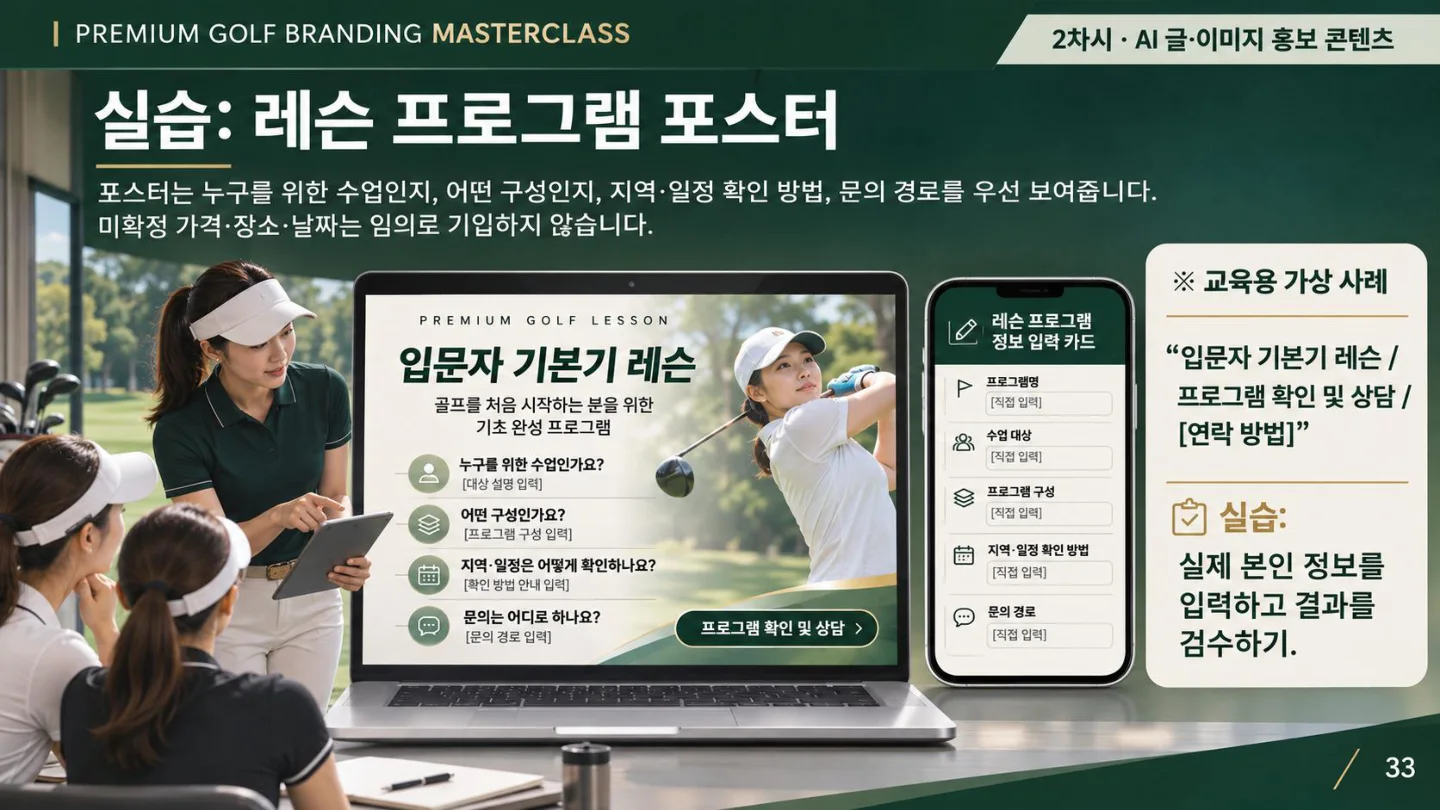 PREMIUM GOLF BRANDING MASTERCLASS
2차시 · AI 글·이미지 홍보 콘텐츠
실습: 레슨 프로그램 포스터
포스터는 누구를 위한 수업인지, 어떤 구성인지, 지역·일정 확인 방법, 문의 경로를 우선 보여줍니다.
미확정 가격·장소·날짜는 임의로 기입하지 않습니다.
PREMIUM GOLF LESSON
입문자 기본기 레슨
골프를 처음 시작하는 분을 위한
기초 완성 프로그램
누구를 위한 수업인가요?
[대상 설명 입력]
어떤 구성인가요?
[프로그램 구성 입력]
지역·일정은 어떻게 확인하나요?
[확인 방법 안내 입력]
문의는 어디로 하나요?
[문의 경로 입력]
프로그램 확인 및 상담 >
레슨 프로그램
정보 입력 카드
프로그램명
[직접 입력]
수업 대상
[직접 입력]
프로그램 구성
[직접 입력]
지역·일정 확인 방법
[직접 입력]
문의 경로
[직접 입력]
※ 교육용 가상 사례
“입문자 기본기 레슨 /
프로그램 확인 및 상담 /
[연락 방법]”
실습:
실제 본인 정보를
입력하고 결과를
검수하기.
33